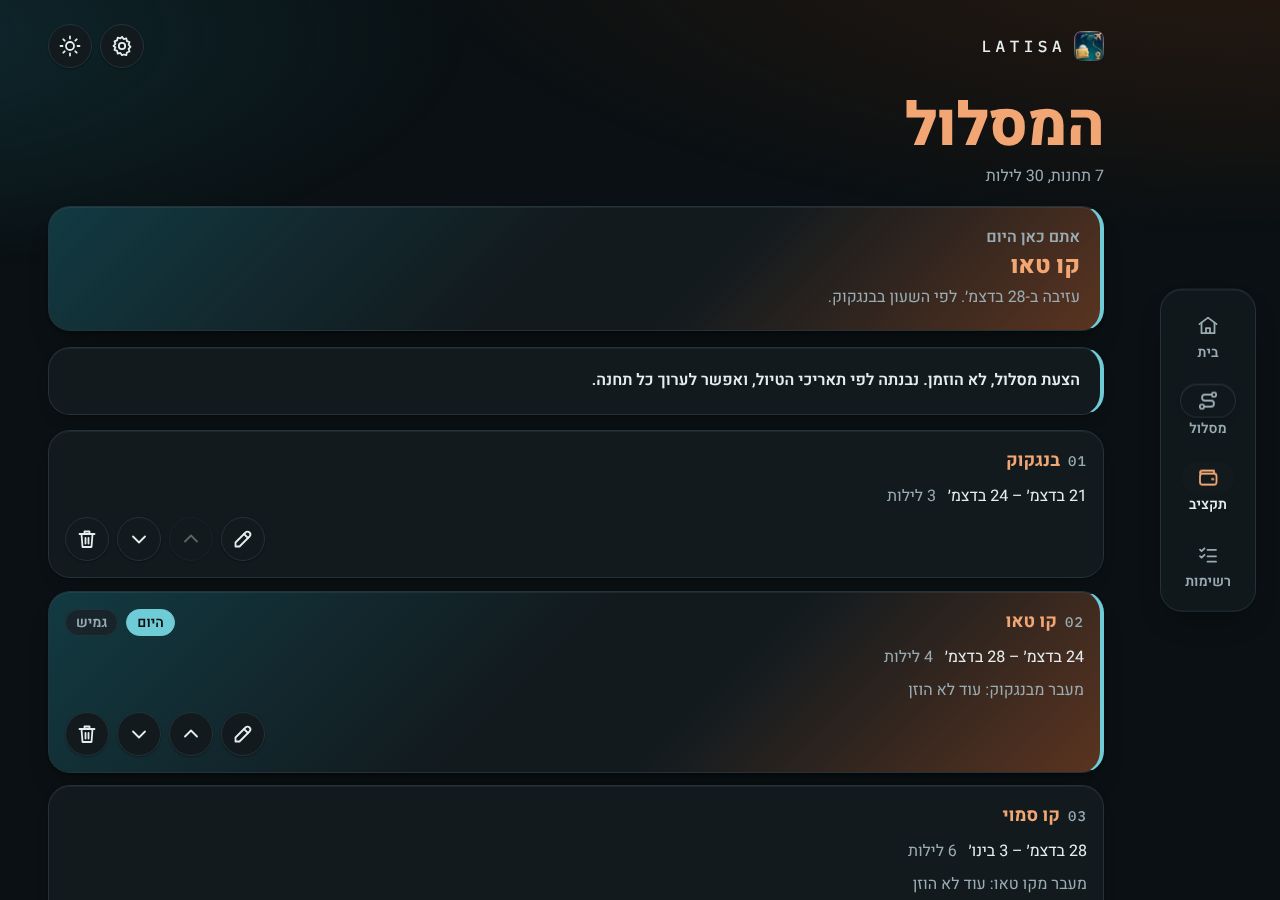 LATISA
המסלול
7 תחנות, 30 לילות
אתם כאן היום
קו טאו
עזיבה ב-28 בדצמ׳. לפי השעון בבנגקוק.
הצעת מסלול, לא הוזמן. נבנתה לפי תאריכי הטיול, ואפשר לערוך כל תחנה.
01 בנגקוק
21 בדצמ׳ – 24 בדצמ׳ 3 לילות
02 קו טאו
היום גמיש
24 בדצמ׳ – 28 בדצמ׳ 4 לילות
מעבר מבנגקוק: עוד לא הוזן
03 קו סמוי
28 בדצמ׳ – 3 בינו׳ 6 לילות
מעבר מקו טאו: עוד לא הוזן
בית
מסלול
תקציב
רשימות